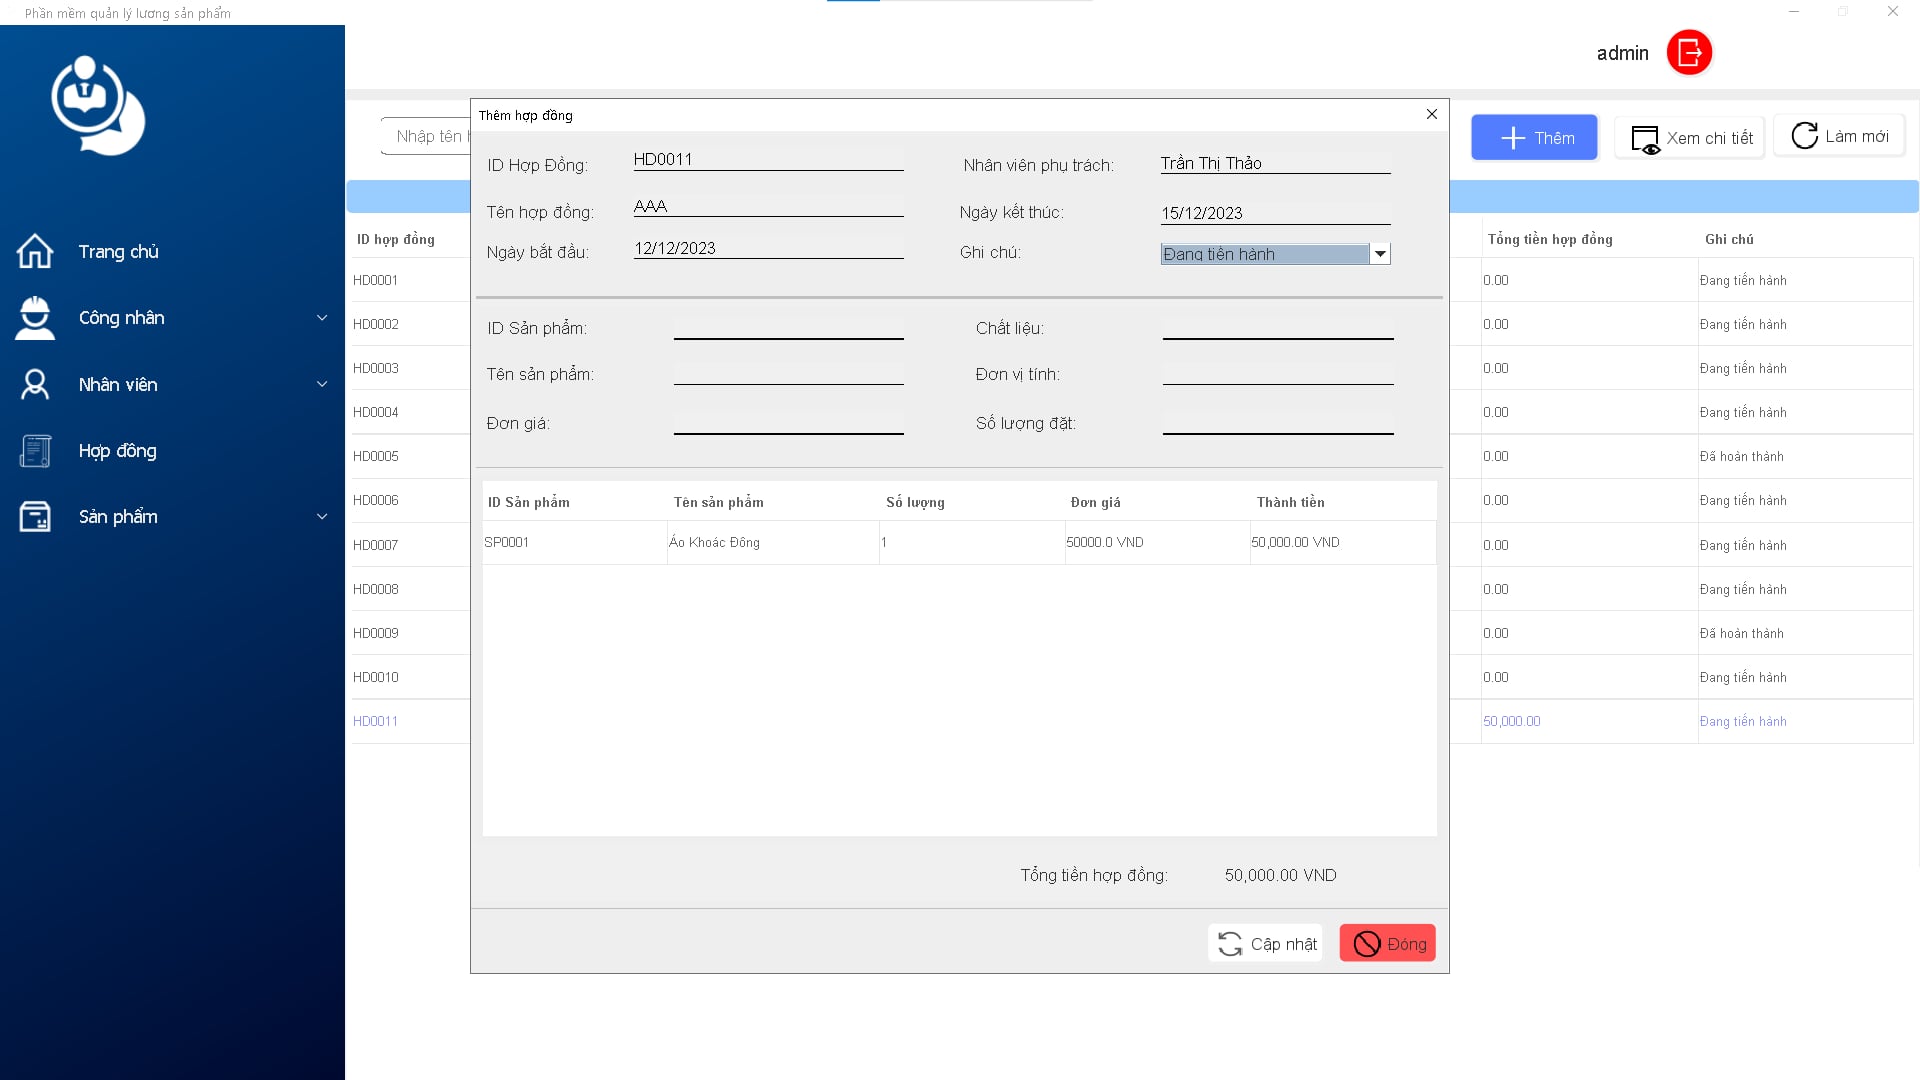 Phần mềm quản lý lương sản phẩm
admin
Trang chủ
Công nhân
Nhân viên
Hợp đồng
Sản phẩm
Nhập tên
Thêm
Xem chi tiết
Làm mới
ID hợp đồng
Tổng tiền hợp đồng
Ghi chú
HD0001
0.00
Đang tiến hành
HD0002
0.00
Đang tiến hành
HD0003
0.00
Đang tiến hành
HD0004
0.00
Đang tiến hành
HD0005
0.00
Đã hoàn thành
HD0006
0.00
Đang tiến hành
HD0007
0.00
Đang tiến hành
HD0008
0.00
Đang tiến hành
HD0009
0.00
Đã hoàn thành
HD0010
0.00
Đang tiến hành
HD0011
50,000.00
Đang tiến hành
Thêm hợp đồng
ID Hợp Đồng: HD0011
Nhân viên phụ trách: Trần Thị Thảo
Tên hợp đồng: AAA
Ngày kết thúc: 15/12/2023
Ngày bắt đầu: 12/12/2023
Ghi chú: Đang tiến hành
ID Sản phẩm:
Chất liệu:
Tên sản phẩm:
Đơn vị tính:
Đơn giá:
Số lượng đặt:
ID Sản phẩm Tên sản phẩm Số lượng Đơn giá Thành tiền
SP0001 Áo Khoác Đông 1 50000.0 VND 50,000.00 VND
Tổng tiền hợp đồng: 50,000.00 VND
Cập nhật
Đóng